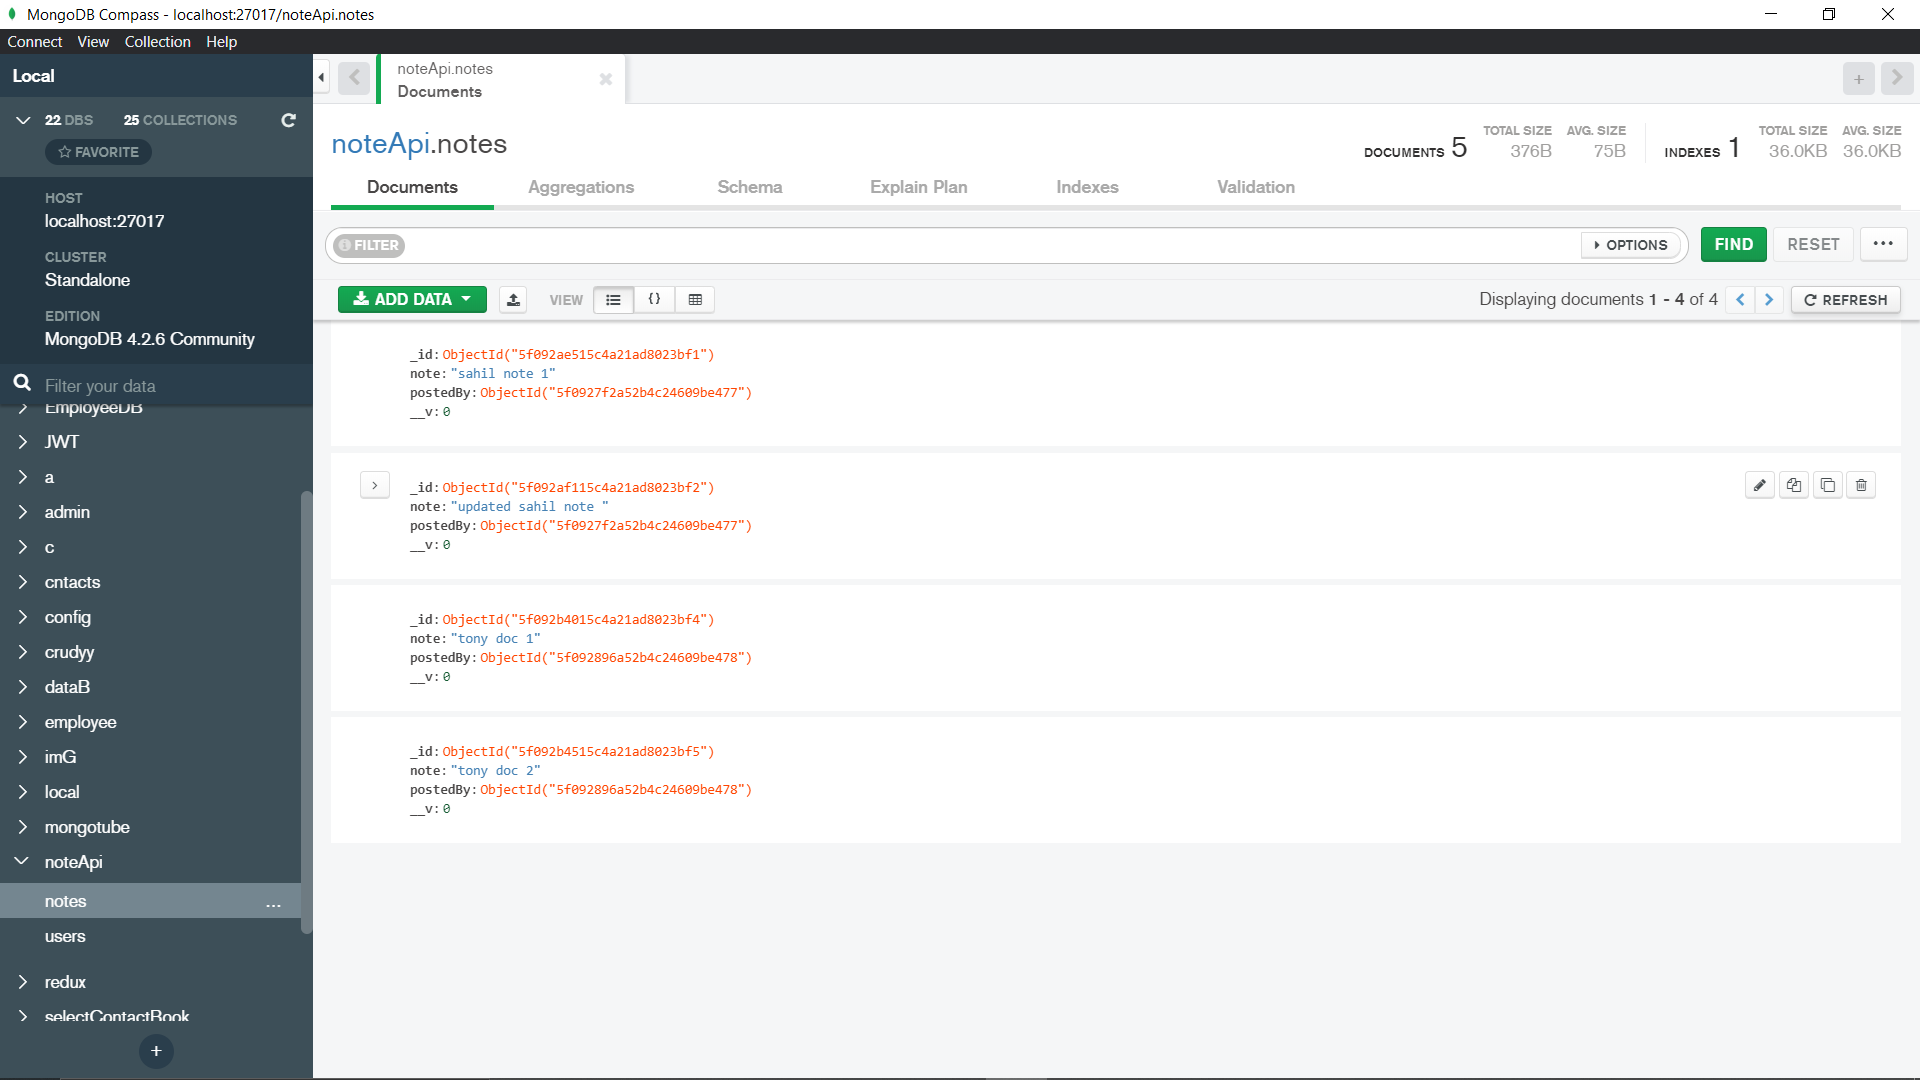 MongoDB Compass - localhost:27017/noteApi.notes
Connect View Collection Help
Local
22 DBS 25 COLLECTIONS
FAVORITE
HOST
localhost:27017
CLUSTER
Standalone
EDITION
MongoDB 4.2.6 Community
Filter your data
EmployeeDB
JWT
a
admin
c
cntacts
config
crudyy
dataB
employee
imG
local
mongotube
noteApi
notes ...
users
redux
selectContactBook
+
noteApi.notes
Documents
noteApi.notes
DOCUMENTS 5 TOTAL SIZE 376B AVG. SIZE 75B INDEXES 1 TOTAL SIZE 36.0KB AVG. SIZE 36.0KB
Documents Aggregations Schema Explain Plan Indexes Validation
FILTER OPTIONS FIND RESET ...
ADD DATA VIEW {} Displaying documents 1 - 4 of 4 REFRESH
_id: ObjectId("5f092ae515c4a21ad8023bf1")
note: "sahil note 1"
postedBy: ObjectId("5f0927f2a52b4c24609be477")
__v: 0
_id: ObjectId("5f092af115c4a21ad8023bf2")
note: "updated sahil note "
postedBy: ObjectId("5f0927f2a52b4c24609be477")
__v: 0
_id: ObjectId("5f092b4015c4a21ad8023bf4")
note: "tony doc 1"
postedBy: ObjectId("5f092896a52b4c24609be478")
__v: 0
_id: ObjectId("5f092b4515c4a21ad8023bf5")
note: "tony doc 2"
postedBy: ObjectId("5f092896a52b4c24609be478")
__v: 0